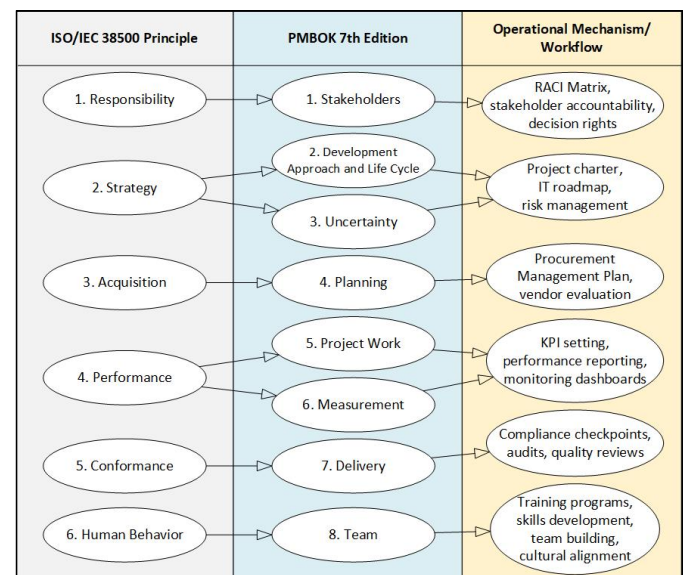 ISO/IEC 38500 Principle
PMBOK 7th Edition
Operational Mechanism/
Workflow
1. Responsibility
1. Stakeholders
RACI Matrix,
stakeholder accountability,
decision rights
2. Strategy
2. Development
Approach and Life Cycle
3. Uncertainty
Project charter,
IT roadmap,
risk management
3. Acquisition
4. Planning
Procurement
Management Plan,
vendor evaluation
4. Performance
5. Project Work
6. Measurement
KPI setting,
performance reporting,
monitoring dashboards
5. Conformance
7. Delivery
Compliance checkpoints,
audits, quality reviews
6. Human Behavior
8. Team
Training programs,
skills development,
team building,
cultural alignment